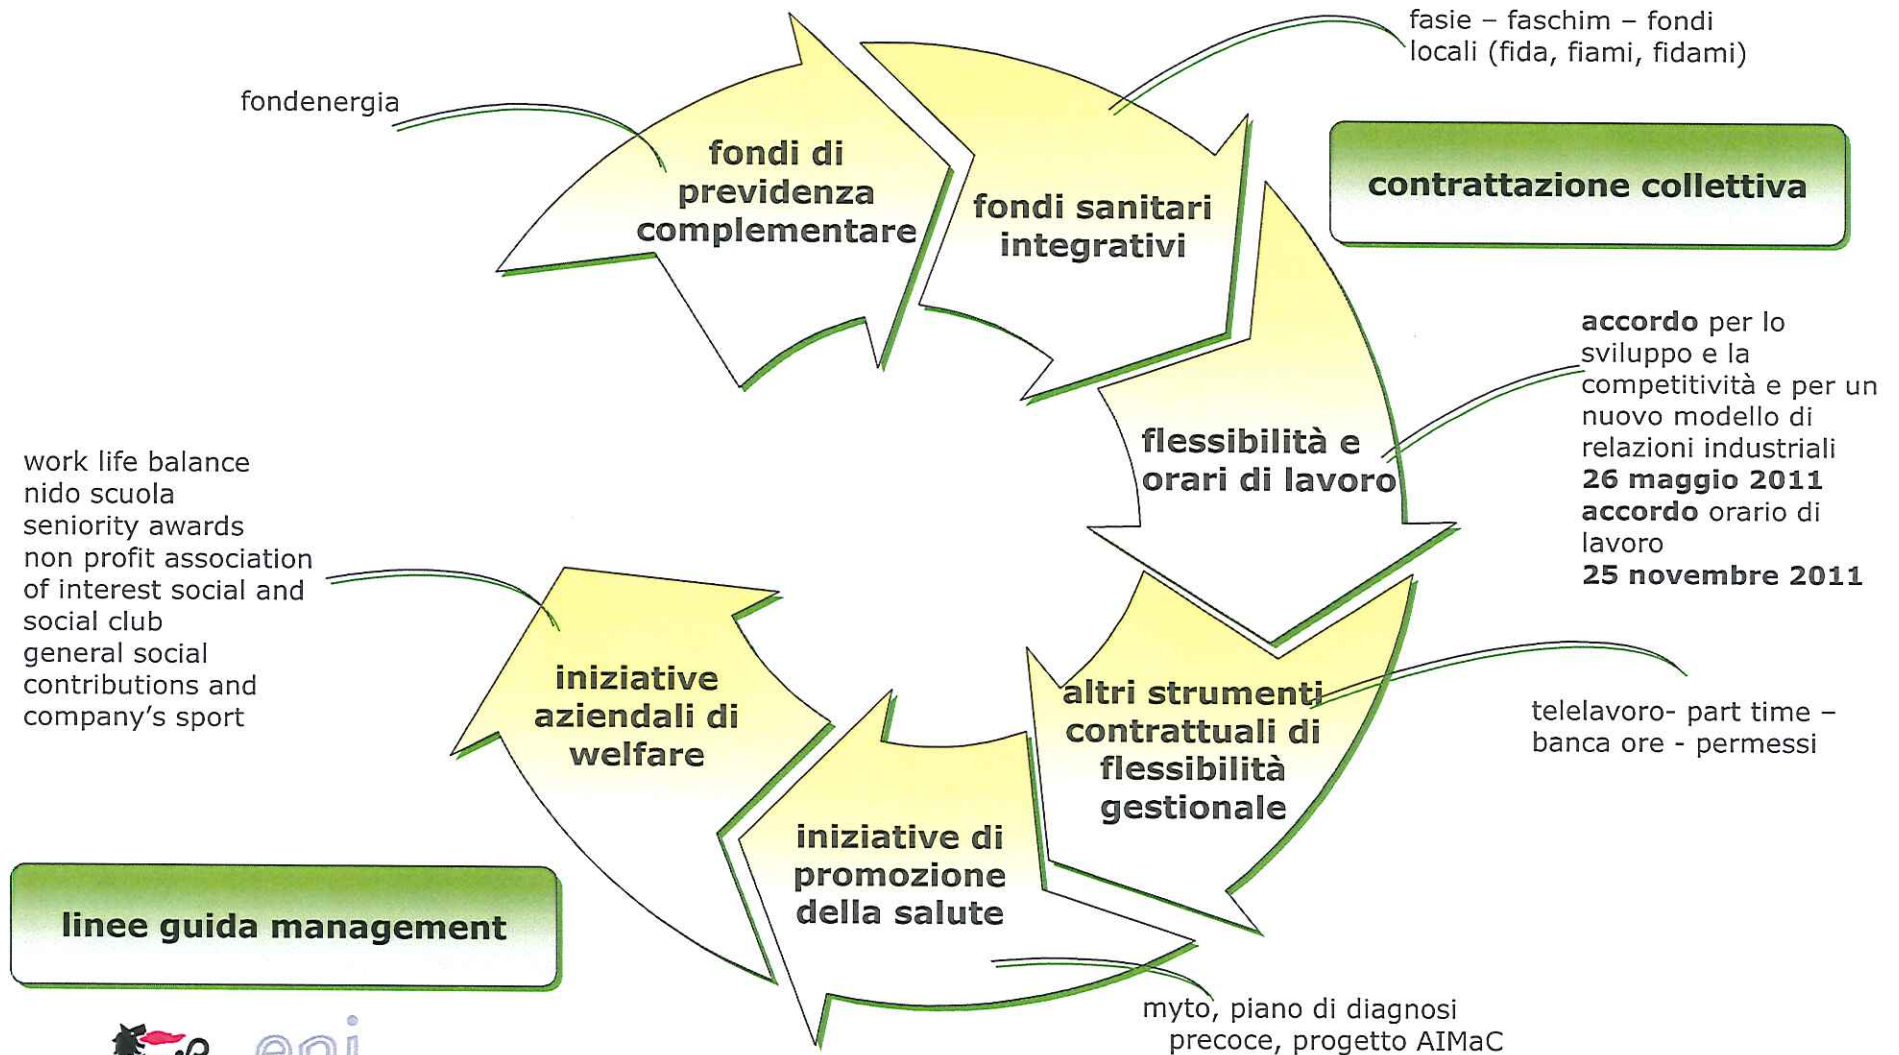 fasie – faschim – fondi
locali (fida, fiami, fidami)
fondenergia
fondi di
previdenza
complementare
fondi sanitari
integrativi
contrattazione collettiva
accordo per lo
sviluppo e la
competitività e per un
nuovo modello di
relazioni industriali
26 maggio 2011
accordo orario di
lavoro
25 novembre 2011
flessibilità e
orari di lavoro
work life balance
nido scuola
seniority awards
non profit association
of interest social and
social club
general social
contributions and
company's sport
iniziative
aziendali di
welfare
altri strumenti
contrattuali di
flessibilità
gestionale
telelavoro- part time –
banca ore - permessi
iniziative di
promozione
della salute
linee guida management
myto, piano di diagnosi
precoce, progetto AIMaC
eni